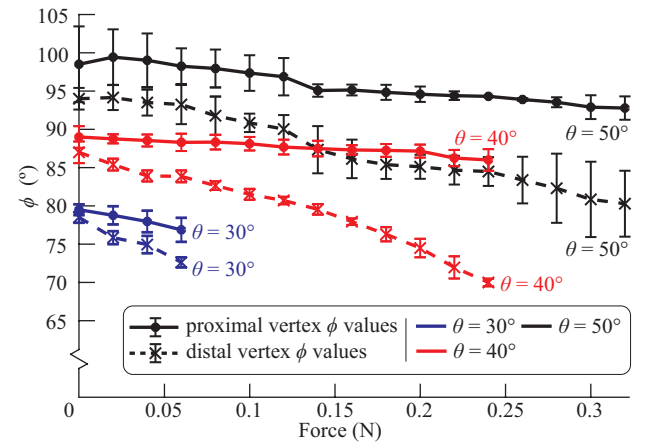 105
100
95
90
85
80
75
70
65
ϕ (º)
θ = 40°
θ = 50°
θ = 30°
θ = 50°
θ = 30°
θ = 40°
proximal vertex ϕ values
distal vertex ϕ values
θ = 30° θ = 50°
θ = 40°
0 0.05 0.1 0.15 0.2 0.25 0.3
Force (N)